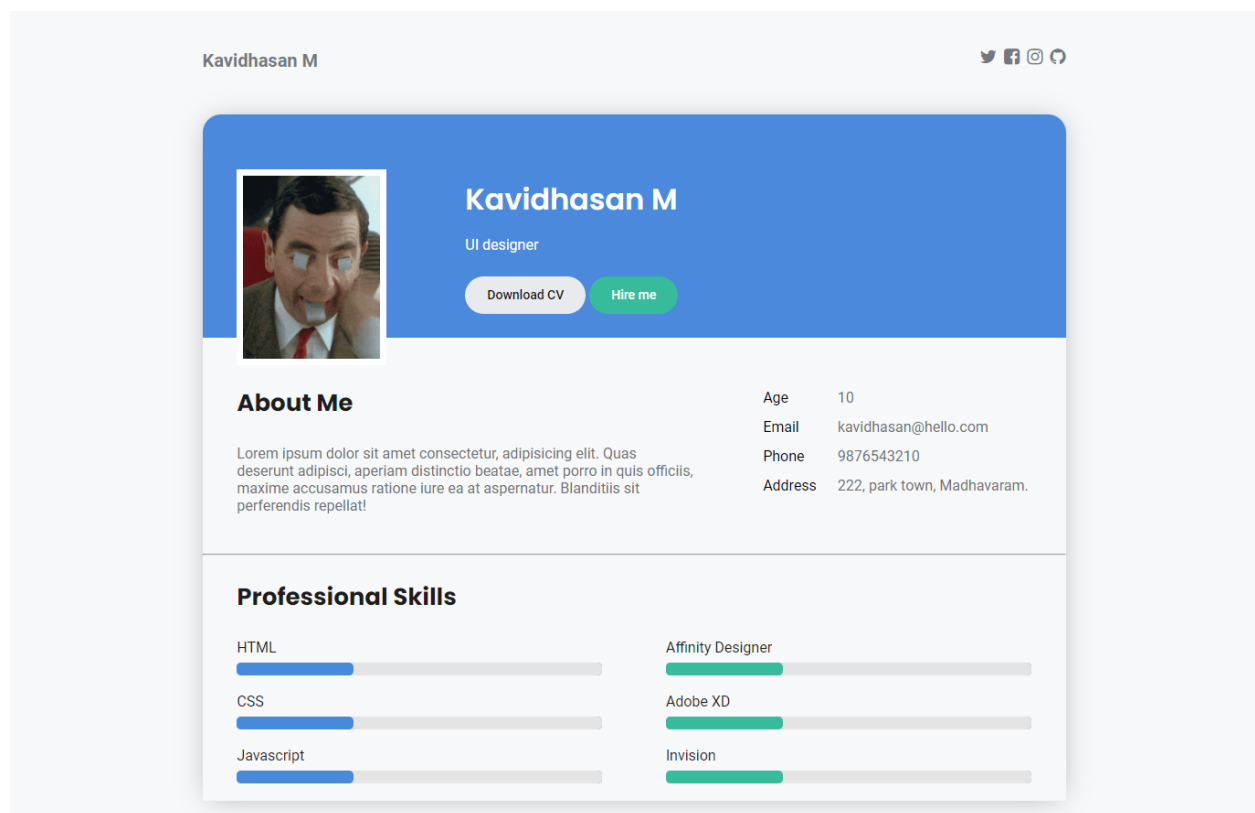 Kavidhasan M
Kavidhasan M
UI designer
Download CV
Hire me
About Me
Lorem ipsum dolor sit amet consectetur, adipisicing elit. Quas
deserunt adipisci, aperiam distinctio beatae, amet porro in quis officiis,
maxime accusamus ratione iure ea at aspernatur. Blanditiis sit
perferendis repellat!
Age 10
Email kavidhasan@hello.com
Phone 9876543210
Address 222, park town, Madhavaram.
Professional Skills
HTML
CSS
Javascript
Affinity Designer
Adobe XD
Invision